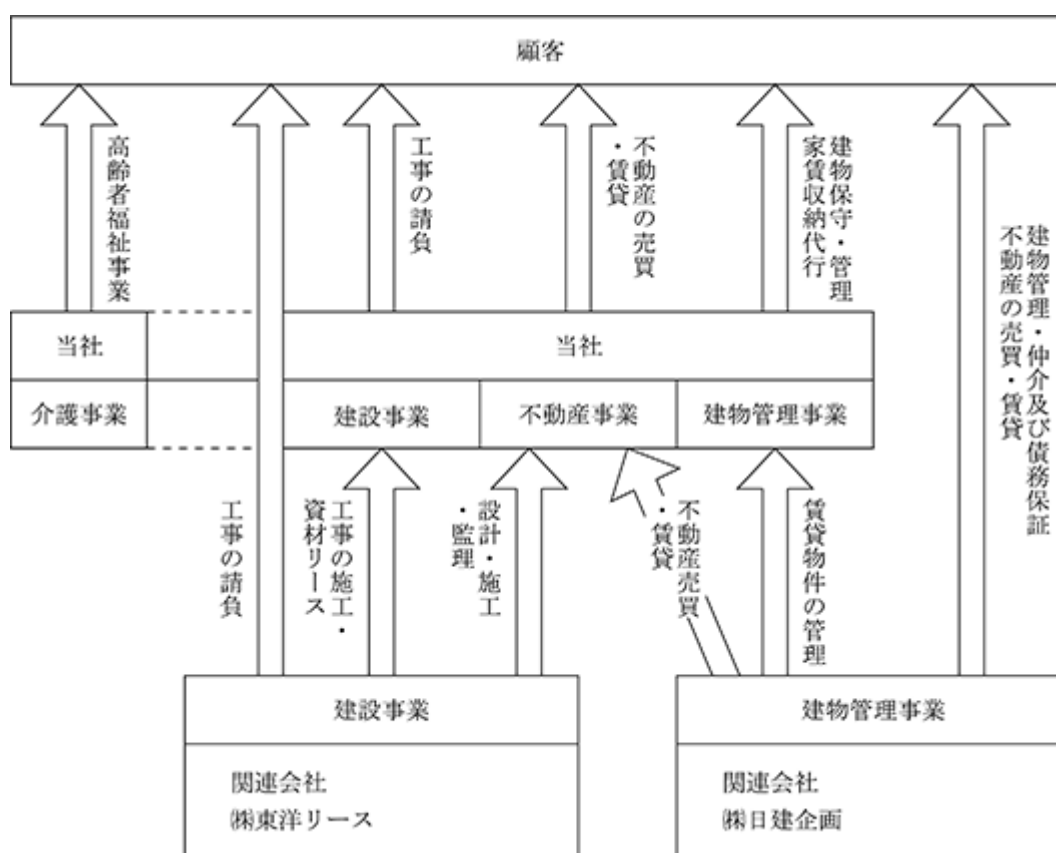 顧客
高齢者福祉事業
工事の請負
不動産の売買
・賃貸
建物保守・管理
家賃収納代行
建物管理・仲介及び債務保証
不動産の売買・賃貸
当社
当社
介護事業
建設事業
不動産事業
建物管理事業
工事の請負
工事の施工・
資材リース
設計・施工
・監理
不動産売買
・賃貸
賃貸物件の管理
建設事業
建物管理事業
関連会社
㈱東洋リース
関連会社
㈱日建企画